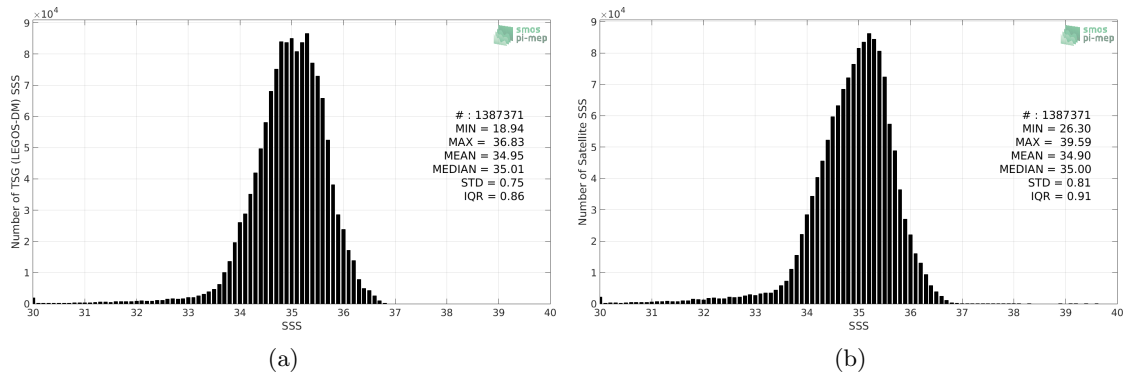 ×10⁴
smos
pi-mep
Number of TSG (LEGOS-DM) SSS
9
8
7
6
5
4
3
2
1
0
# : 1387371
MIN = 18.94
MAX = 36.83
MEAN = 34.95
MEDIAN = 35.01
STD = 0.75
IQR = 0.86
30 31 32 33 34 35 36 37 38 39 40
SSS
(a)
×10⁴
smos
pi-mep
Number of Satellite SSS
9
8
7
6
5
4
3
2
1
0
# : 1387371
MIN = 26.30
MAX = 39.59
MEAN = 34.90
MEDIAN = 35.00
STD = 0.81
IQR = 0.91
30 31 32 33 34 35 36 37 38 39 40
SSS
(b)